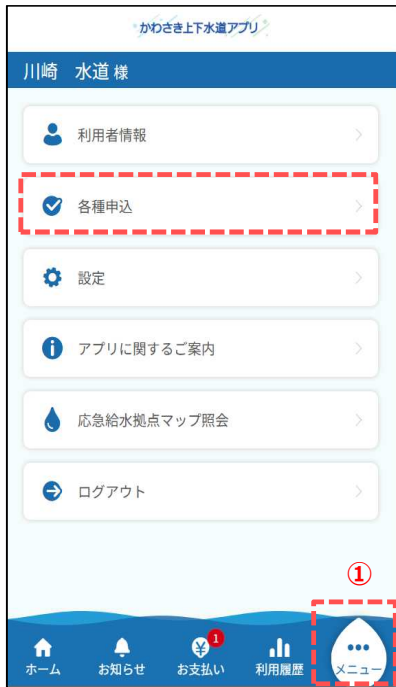 かわさき上下水道アプリ
川崎 水道 様
利用者情報
各種申込
設定
アプリに関するご案内
応急給水拠点マップ照会
ログアウト
①
1
ホーム お知らせ お支払い 利用履歴 メニュー